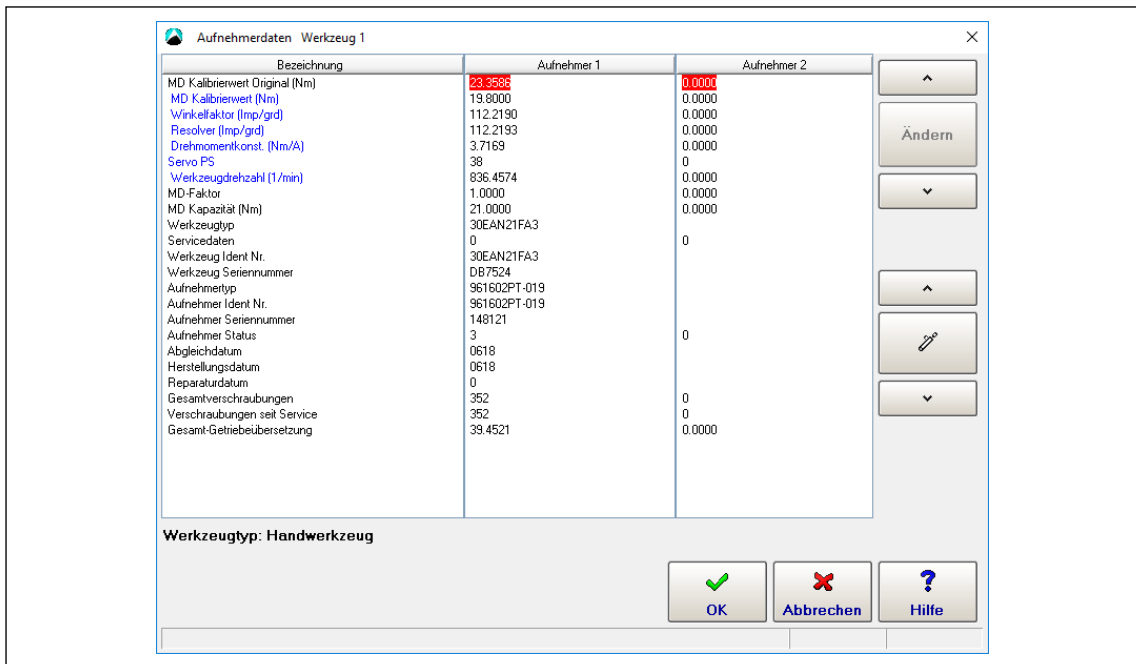 Aufnehmerdaten Werkzeug 1
Bezeichnung Aufnehmer 1 Aufnehmer 2
MD Kalibrierwert Original (Nm) 23.3586 0.0000
MD Kalibrierwert (Nm) 19.8000 0.0000
Winkelfaktor (Imp/grd) 112.2190 0.0000
Resolver (Imp/grd) 112.2193 0.0000
Drehmomentkonst. (Nm/A) 3.7169 0.0000
Servo PS 38 0
Werkzeugdrehzahl (1/min) 836.4574 0.0000
MD-Faktor 1.0000 0.0000
MD Kapazität (Nm) 21.0000 0.0000
Werkzeugtyp 30EAN21FA3
Servicedaten 0 0
Werkzeug Ident Nr. 30EAN21FA3
Werkzeug Seriennummer DB7524
Aufnehmertyp 961602PT-019
Aufnehmer Ident Nr. 961602PT-019
Aufnehmer Seriennummer 148121
Aufnehmer Status 3 0
Abgleichdatum 0618
Herstellungsdatum 0618
Reparaturdatum 0
Gesamtverschraubungen 352 0
Verschraubungen seit Service 352 0
Gesamt-Getriebeübersetzung 39.4521 0.0000
Ändern
Werkzeugtyp: Handwerkzeug
OK Abbrechen Hilfe